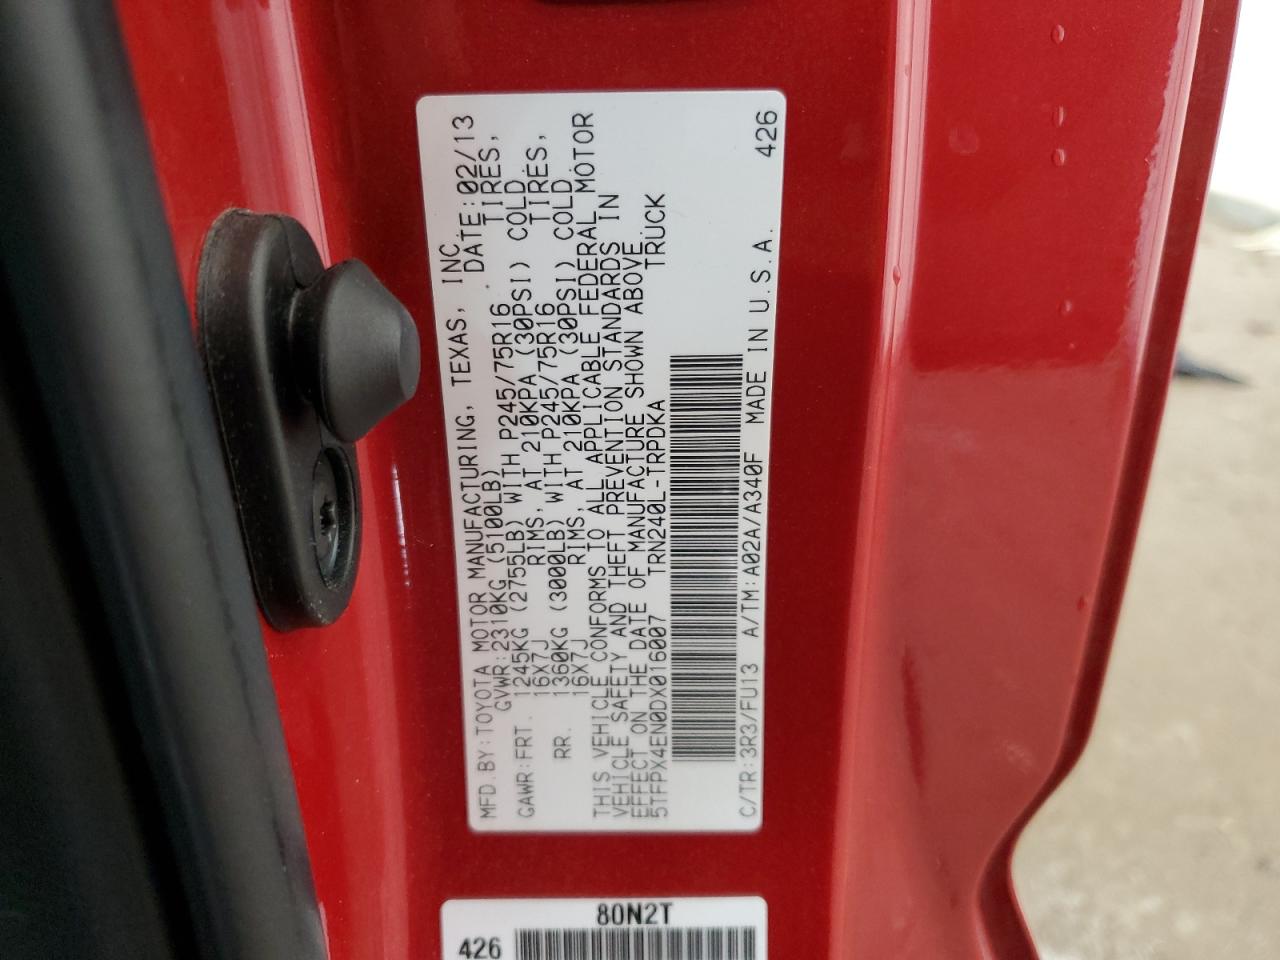 MFD.BY:TOYOTA MOTOR MANUFACTURING, TEXAS, INC.
GVWR:2310KG (5100LB) DATE:02/13
GAWR:FRT. 1245KG (2755LB) WITH P245/75R16 TIRES,
16X7J RIMS, AT 210KPA (30PSI) COLD.
RR. 1360KG (3000LB) WITH P245/75R16 TIRES,
16X7J RIMS, AT 210KPA (30PSI) COLD.
THIS VEHICLE CONFORMS TO ALL APPLICABLE FEDERAL MOTOR
VEHICLE SAFETY AND THEFT PREVENTION STANDARDS IN
EFFECT ON THE DATE OF MANUFACTURE SHOWN ABOVE.
5TFPX4EN0DX016007 TRN240L-TRPDKA TRUCK
C/TR:3R3/FU13 A/TM:A02A/A340F MADE IN U.S.A. 426
80N2T
426